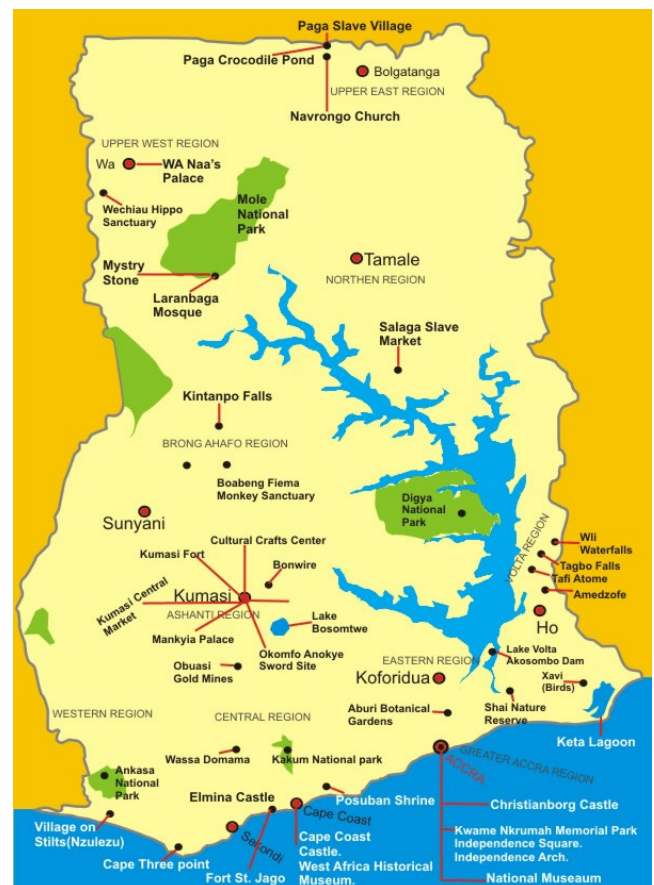 Paga Slave Village
Paga Crocodile Pond
Bolgatanga
UPPER EAST REGION
Navrongo Church
UPPER WEST REGION
Wa
WA Naa's
Palace
Wechiau Hippo
Sanctuary
Mole
National
Park
Mystry
Stone
Laranbaga
Mosque
Tamale
NORTHEN REGION
Salaga Slave
Market
Kintanpo Falls
BRONG AHAFO REGION
Boabeng Fiema
Monkey Sanctuary
Sunyani
Digya
National
Park
VOLTA REGION
Wli
Waterfalls
Tagbo Falls
Tafi Atome
Amedzofe
Ho
Cultural Crafts Center
Kumasi Fort
Bonwire
Kumasi
Kumasi Central
Market
ASHANTI REGION
Mankyia Palace
Lake
Bosomtwe
Okomfo Anokye
Sword Site
Obuasi
Gold Mines
EASTERN REGION
Koforidua
Lake Volta
Akosombo Dam
Xavi
(Birds)
Shai Nature
Reserve
Aburi Botanical
Gardens
Keta Lagoon
WESTERN REGION
CENTRAL REGION
Wassa Domama
Kakum National park
GREATER ACCRA REGION
ACCRA
Ankasa
National
Park
Elmina Castle
Posuban Shrine
Cape Coast
Village on
Stilts(Nzulezu)
Cape Three point
Sekondi
Fort St. Jago
Cape Coast
Castle.
West Africa Historical
Museum.
Christianborg Castle
Kwame Nkrumah Memorial Park
Independence Square.
Independence Arch.
National Museaum